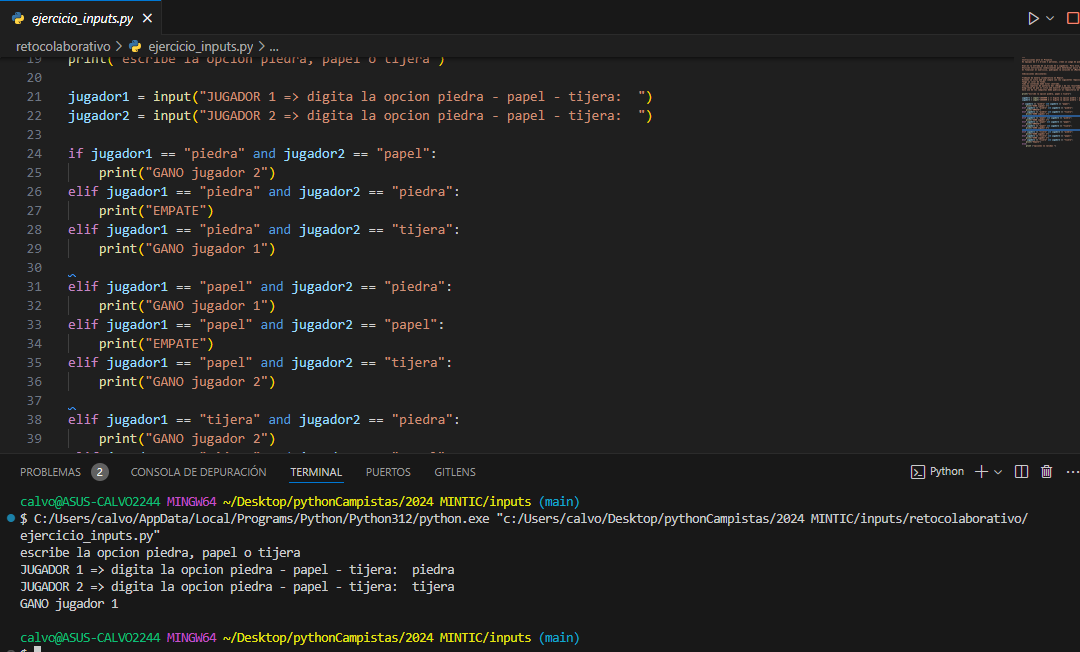 ejercicio_inputs.py
retocolaborativo > ejercicio_inputs.py > ...
19 print("escribe la opcion piedra, papel o tijera")
20
21 jugador1 = input("JUGADOR 1 => digita la opcion piedra - papel - tijera:  ")
22 jugador2 = input("JUGADOR 2 => digita la opcion piedra - papel - tijera:  ")
23
24 if jugador1 == "piedra" and jugador2 == "papel":
25     print("GANO jugador 2")
26 elif jugador1 == "piedra" and jugador2 == "piedra":
27     print("EMPATE")
28 elif jugador1 == "piedra" and jugador2 == "tijera":
29     print("GANO jugador 1")
30
31 elif jugador1 == "papel" and jugador2 == "piedra":
32     print("GANO jugador 1")
33 elif jugador1 == "papel" and jugador2 == "papel":
34     print("EMPATE")
35 elif jugador1 == "papel" and jugador2 == "tijera":
36     print("GANO jugador 2")
37
38 elif jugador1 == "tijera" and jugador2 == "piedra":
39     print("GANO jugador 2")
PROBLEMAS 2 CONSOLA DE DEPURACIÓN TERMINAL PUERTOS GITLENS Python
calvo@ASUS-CALVO2244 MINGW64 ~/Desktop/pythonCampistas/2024 MINTIC/inputs (main)
$ C:/Users/calvo/AppData/Local/Programs/Python/Python312/python.exe "c:/Users/calvo/Desktop/pythonCampistas/2024 MINTIC/inputs/retocolaborativo/
ejercicio_inputs.py"
escribe la opcion piedra, papel o tijera
JUGADOR 1 => digita la opcion piedra - papel - tijera:  piedra
JUGADOR 2 => digita la opcion piedra - papel - tijera:  tijera
GANO jugador 1
calvo@ASUS-CALVO2244 MINGW64 ~/Desktop/pythonCampistas/2024 MINTIC/inputs (main)
$